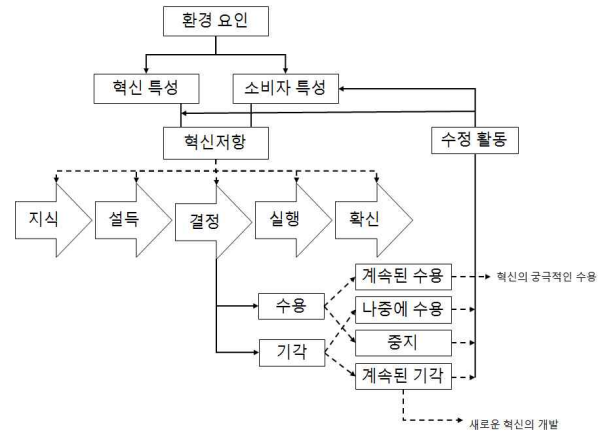 환경 요인
혁신 특성
소비자 특성
혁신저항
수정 활동
지식
설득
결정
실행
확신
계속된 수용
혁신의 궁극적인 수용
수용
나중에 수용
중지
기각
계속된 기각
새로운 혁신의 개발